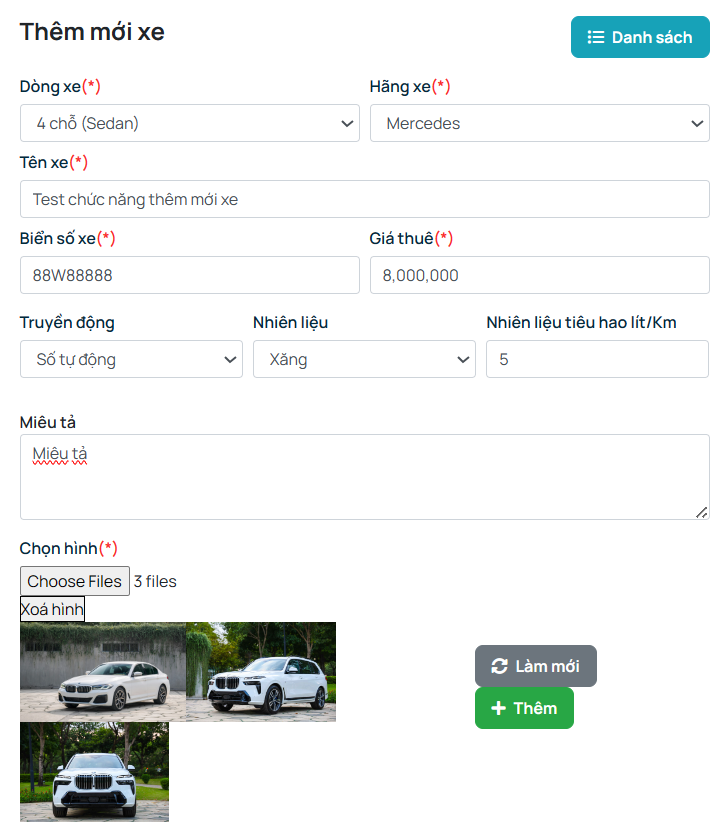 Thêm mới xe
Danh sách
Dòng xe(*) Hãng xe(*)
4 chỗ (Sedan) Mercedes
Tên xe(*)
Test chức năng thêm mới xe
Biển số xe(*) Giá thuê(*)
88W88888 8,000,000
Truyền động Nhiên liệu Nhiên liệu tiêu hao lít/Km
Số tự động Xăng 5
Miêu tả
Miêu tả
Chọn hình(*)
Choose Files 3 files
Xoá hình
Làm mới
Thêm